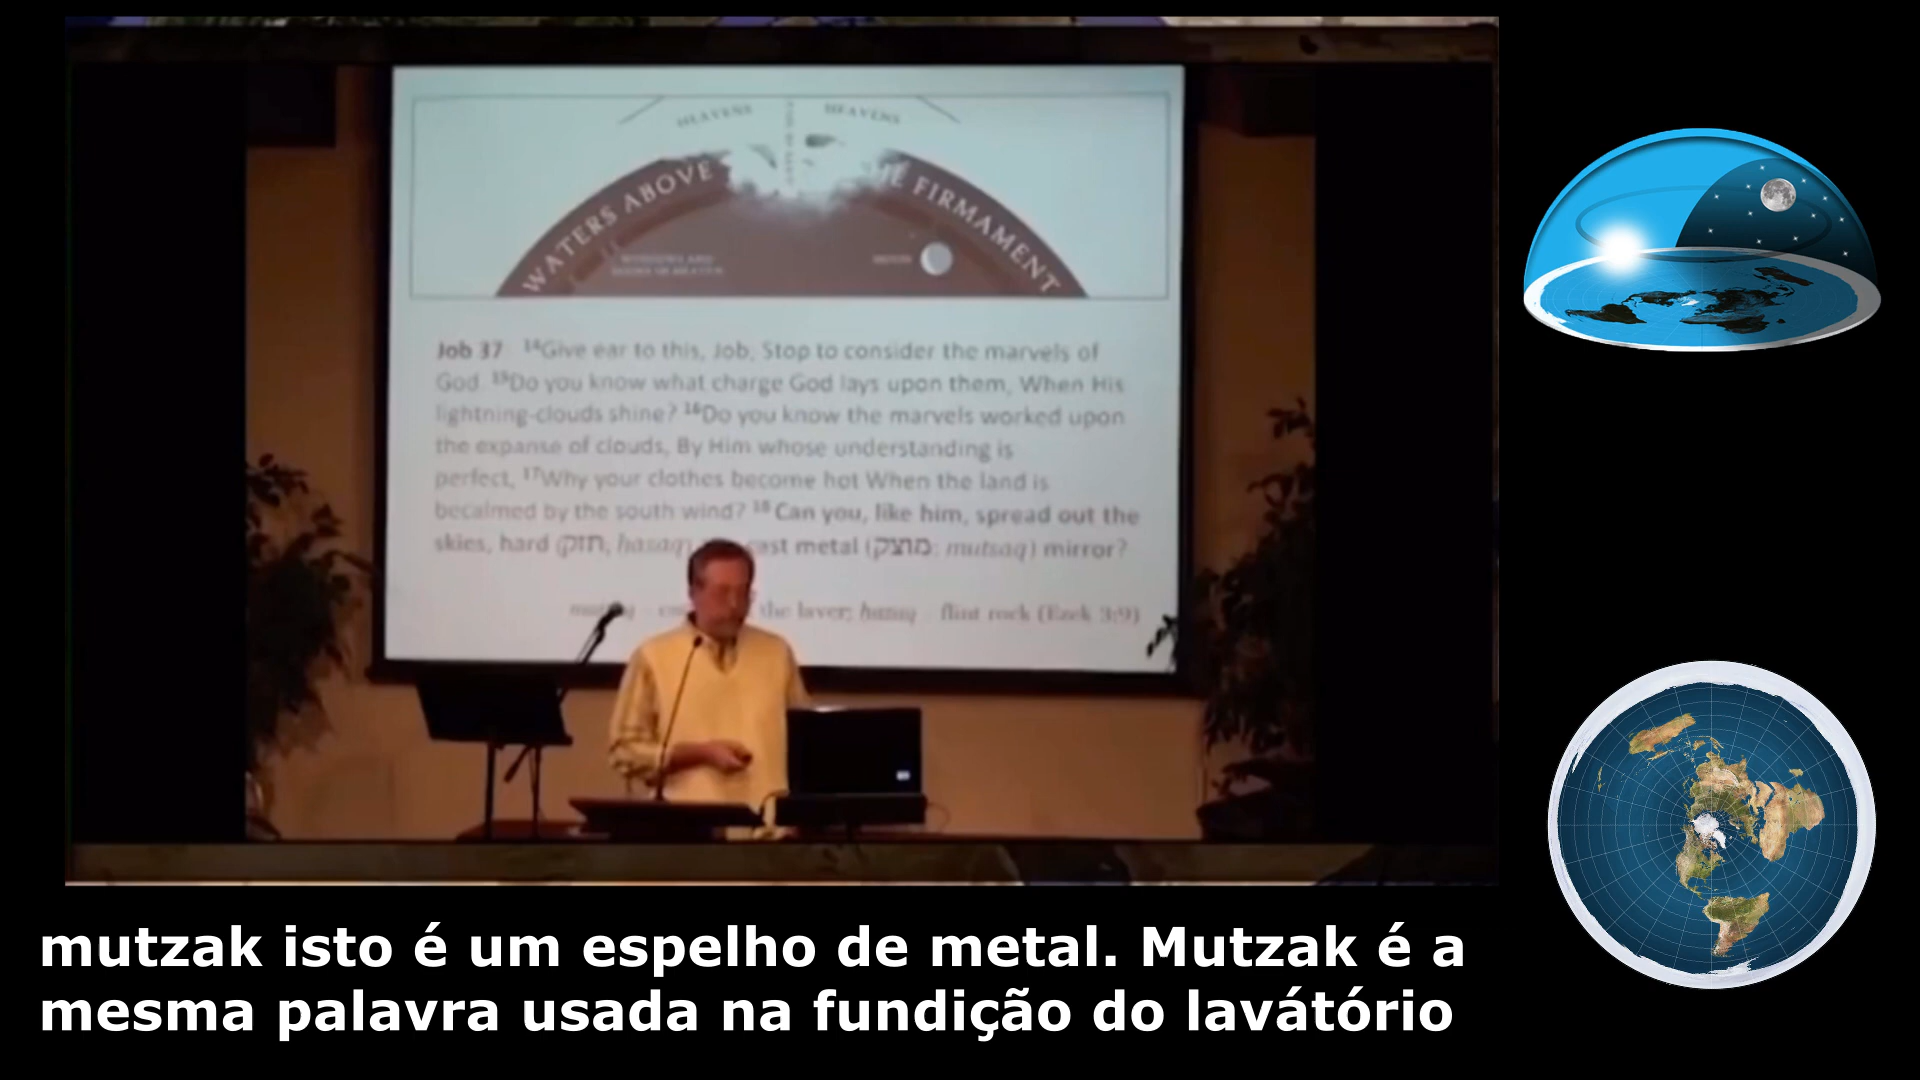 HEAVENS HEAVENS
WATERS ABOVE
FIRMAMENT
Job 37 ¹⁴Give ear to this, Job, Stop to consider the marvels of
God. ¹⁵Do you know what charge God lays upon them, When His
lightning-clouds shine? ¹⁶Do you know the marvels worked upon
the expanse of clouds, By Him whose understanding is
perfect, ¹⁷Why your clothes become hot When the land is
becalmed by the south wind? ¹⁸ Can you, like him, spread out the
skies, hard (חזק; hasaq) cast metal (מוצק: mutsaq) mirror?
the laver; hazaq - flint rock (Ezek 3:9)
mutzak isto é um espelho de metal. Mutzak é a
mesma palavra usada na fundição do lavátório